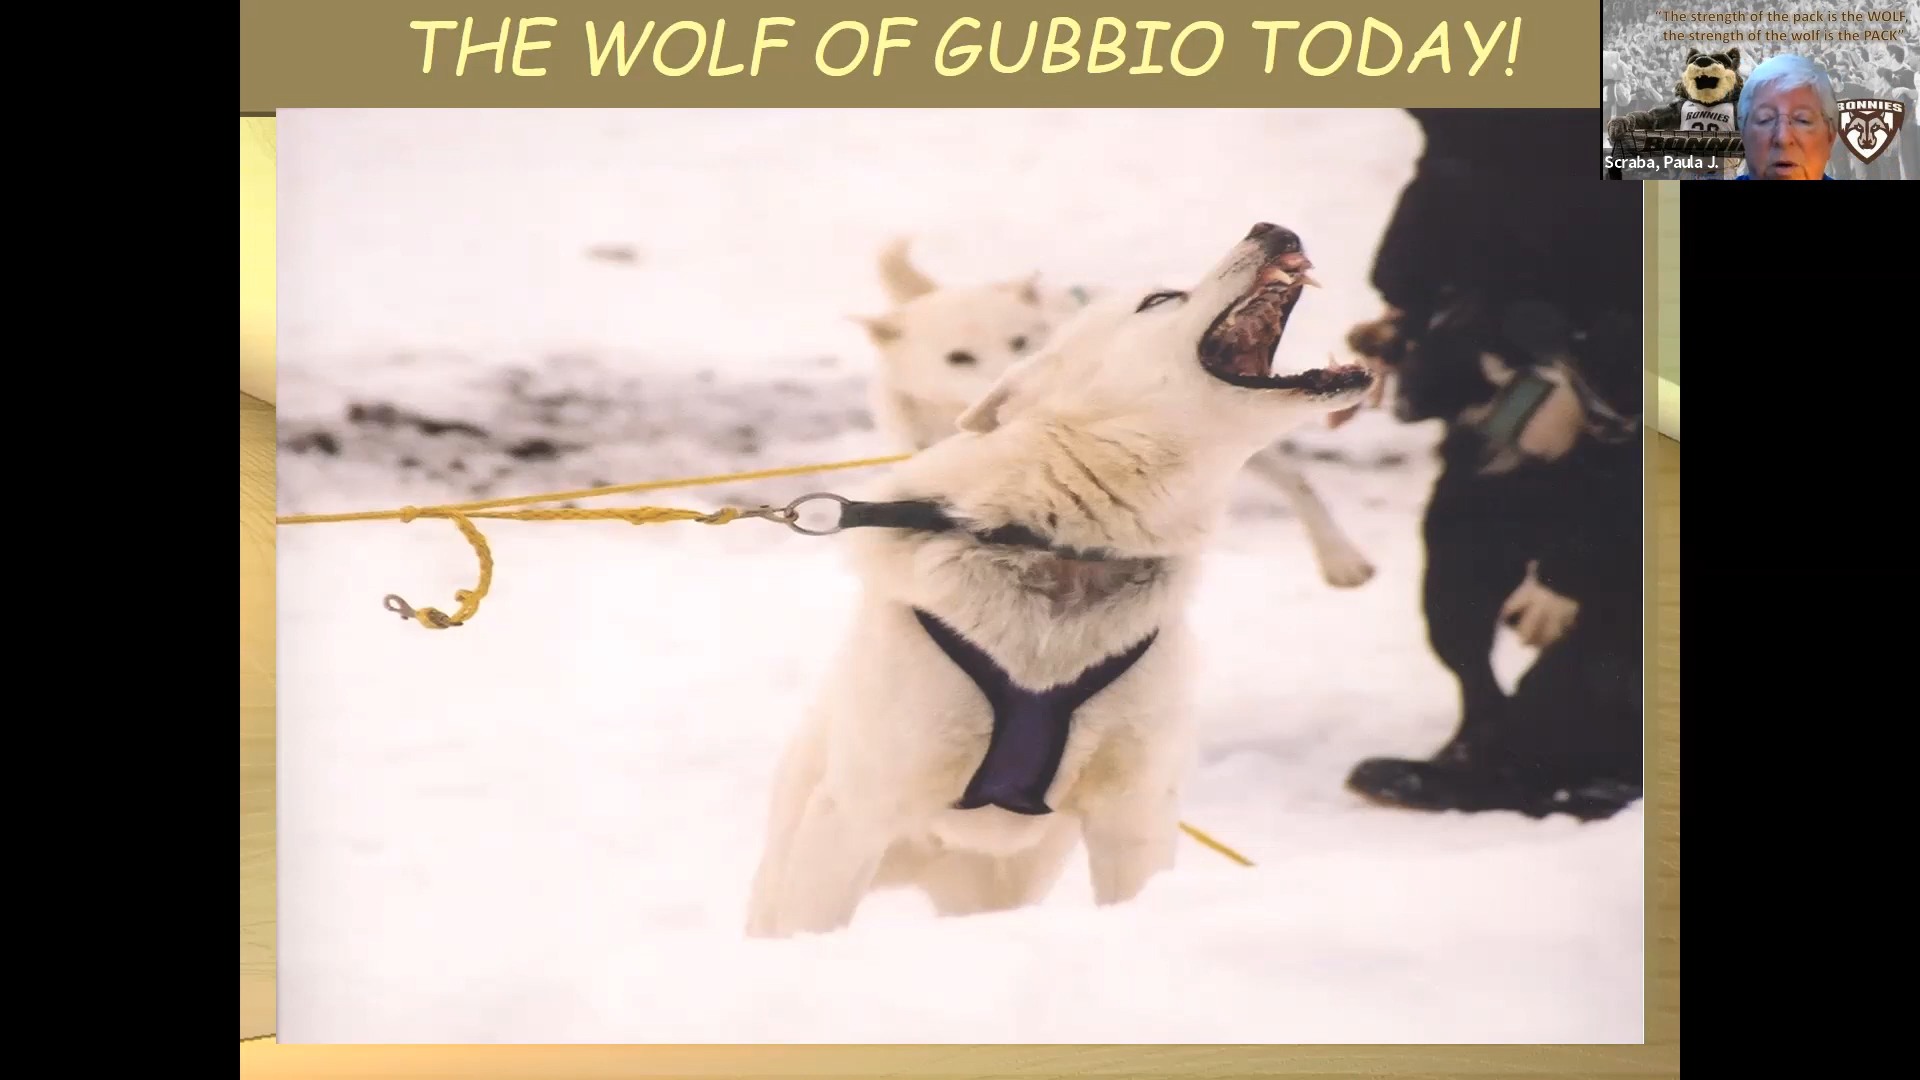 THE WOLF OF GUBBIO TODAY!
"The strength of the pack is the WOLF,
the strength of the wolf is the PACK"
BONNIES
BONNIES
Scraba, Paula J.